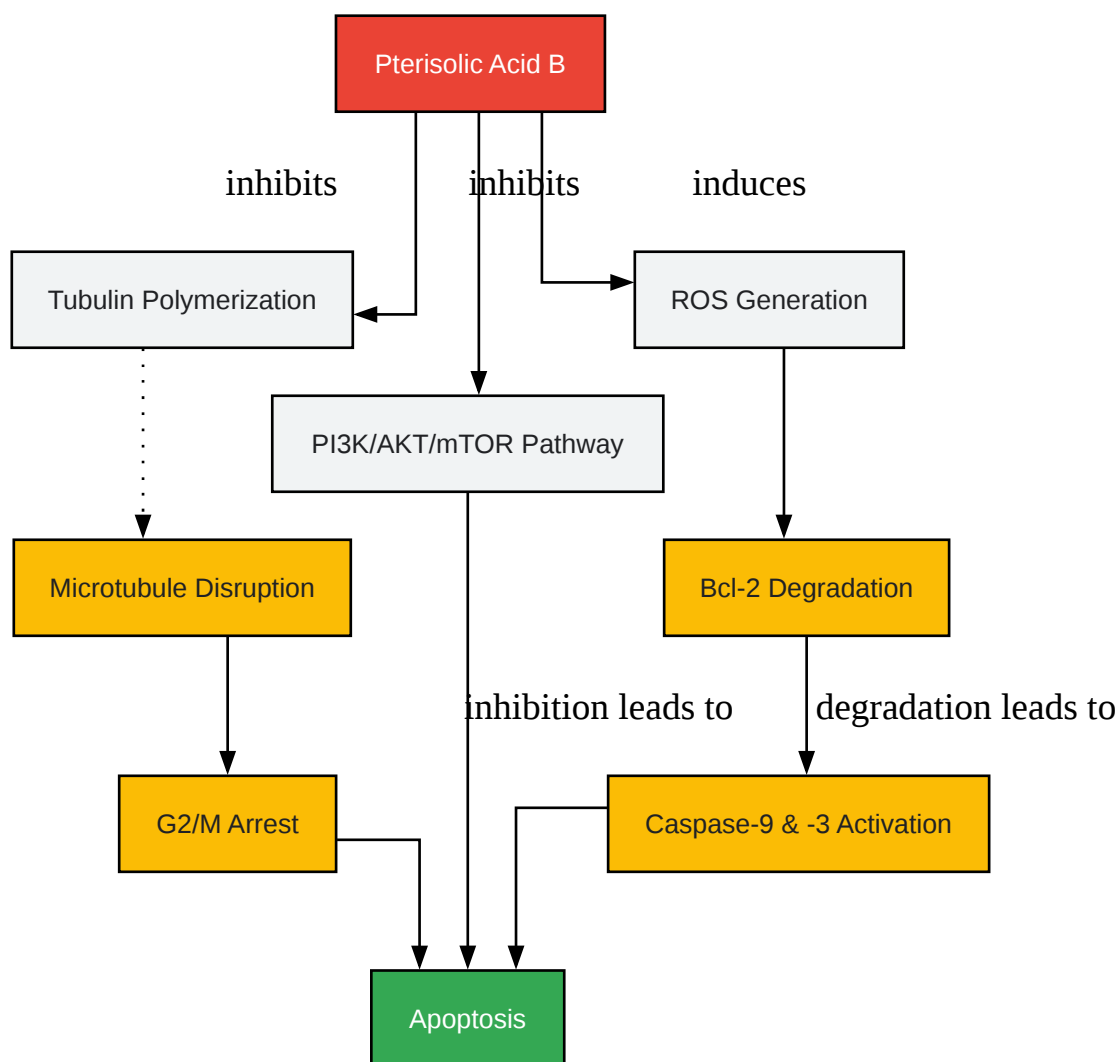 Pterisolic Acid B
inhibits
inhibits
induces
Tubulin Polymerization
ROS Generation
PI3K/AKT/mTOR Pathway
Microtubule Disruption
Bcl-2 Degradation
inhibition leads to
degradation leads to
G2/M Arrest
Caspase-9 & -3 Activation
Apoptosis